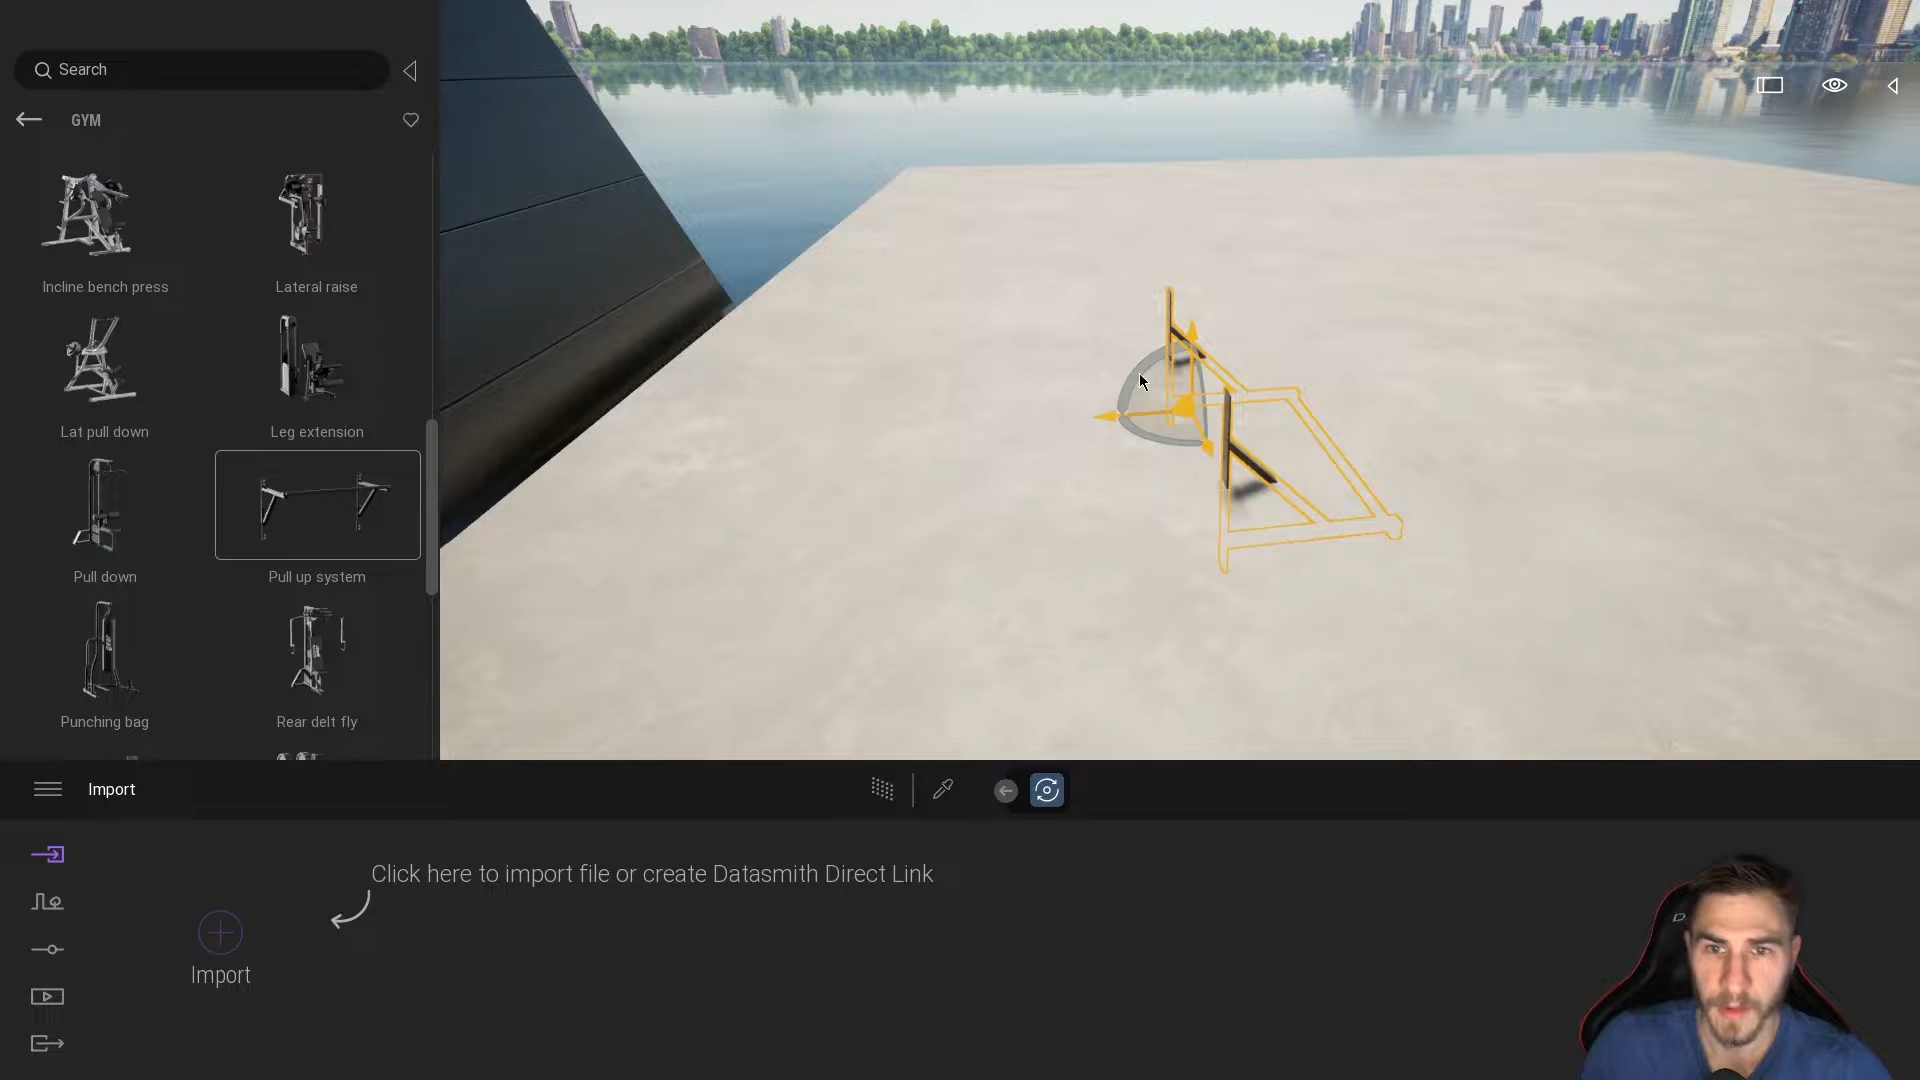 Search
GYM
Incline bench press
Lateral raise
Lat pull down
Leg extension
Pull down
Pull up system
Punching bag
Rear delt fly
Import
Click here to import file or create Datasmith Direct Link
Import